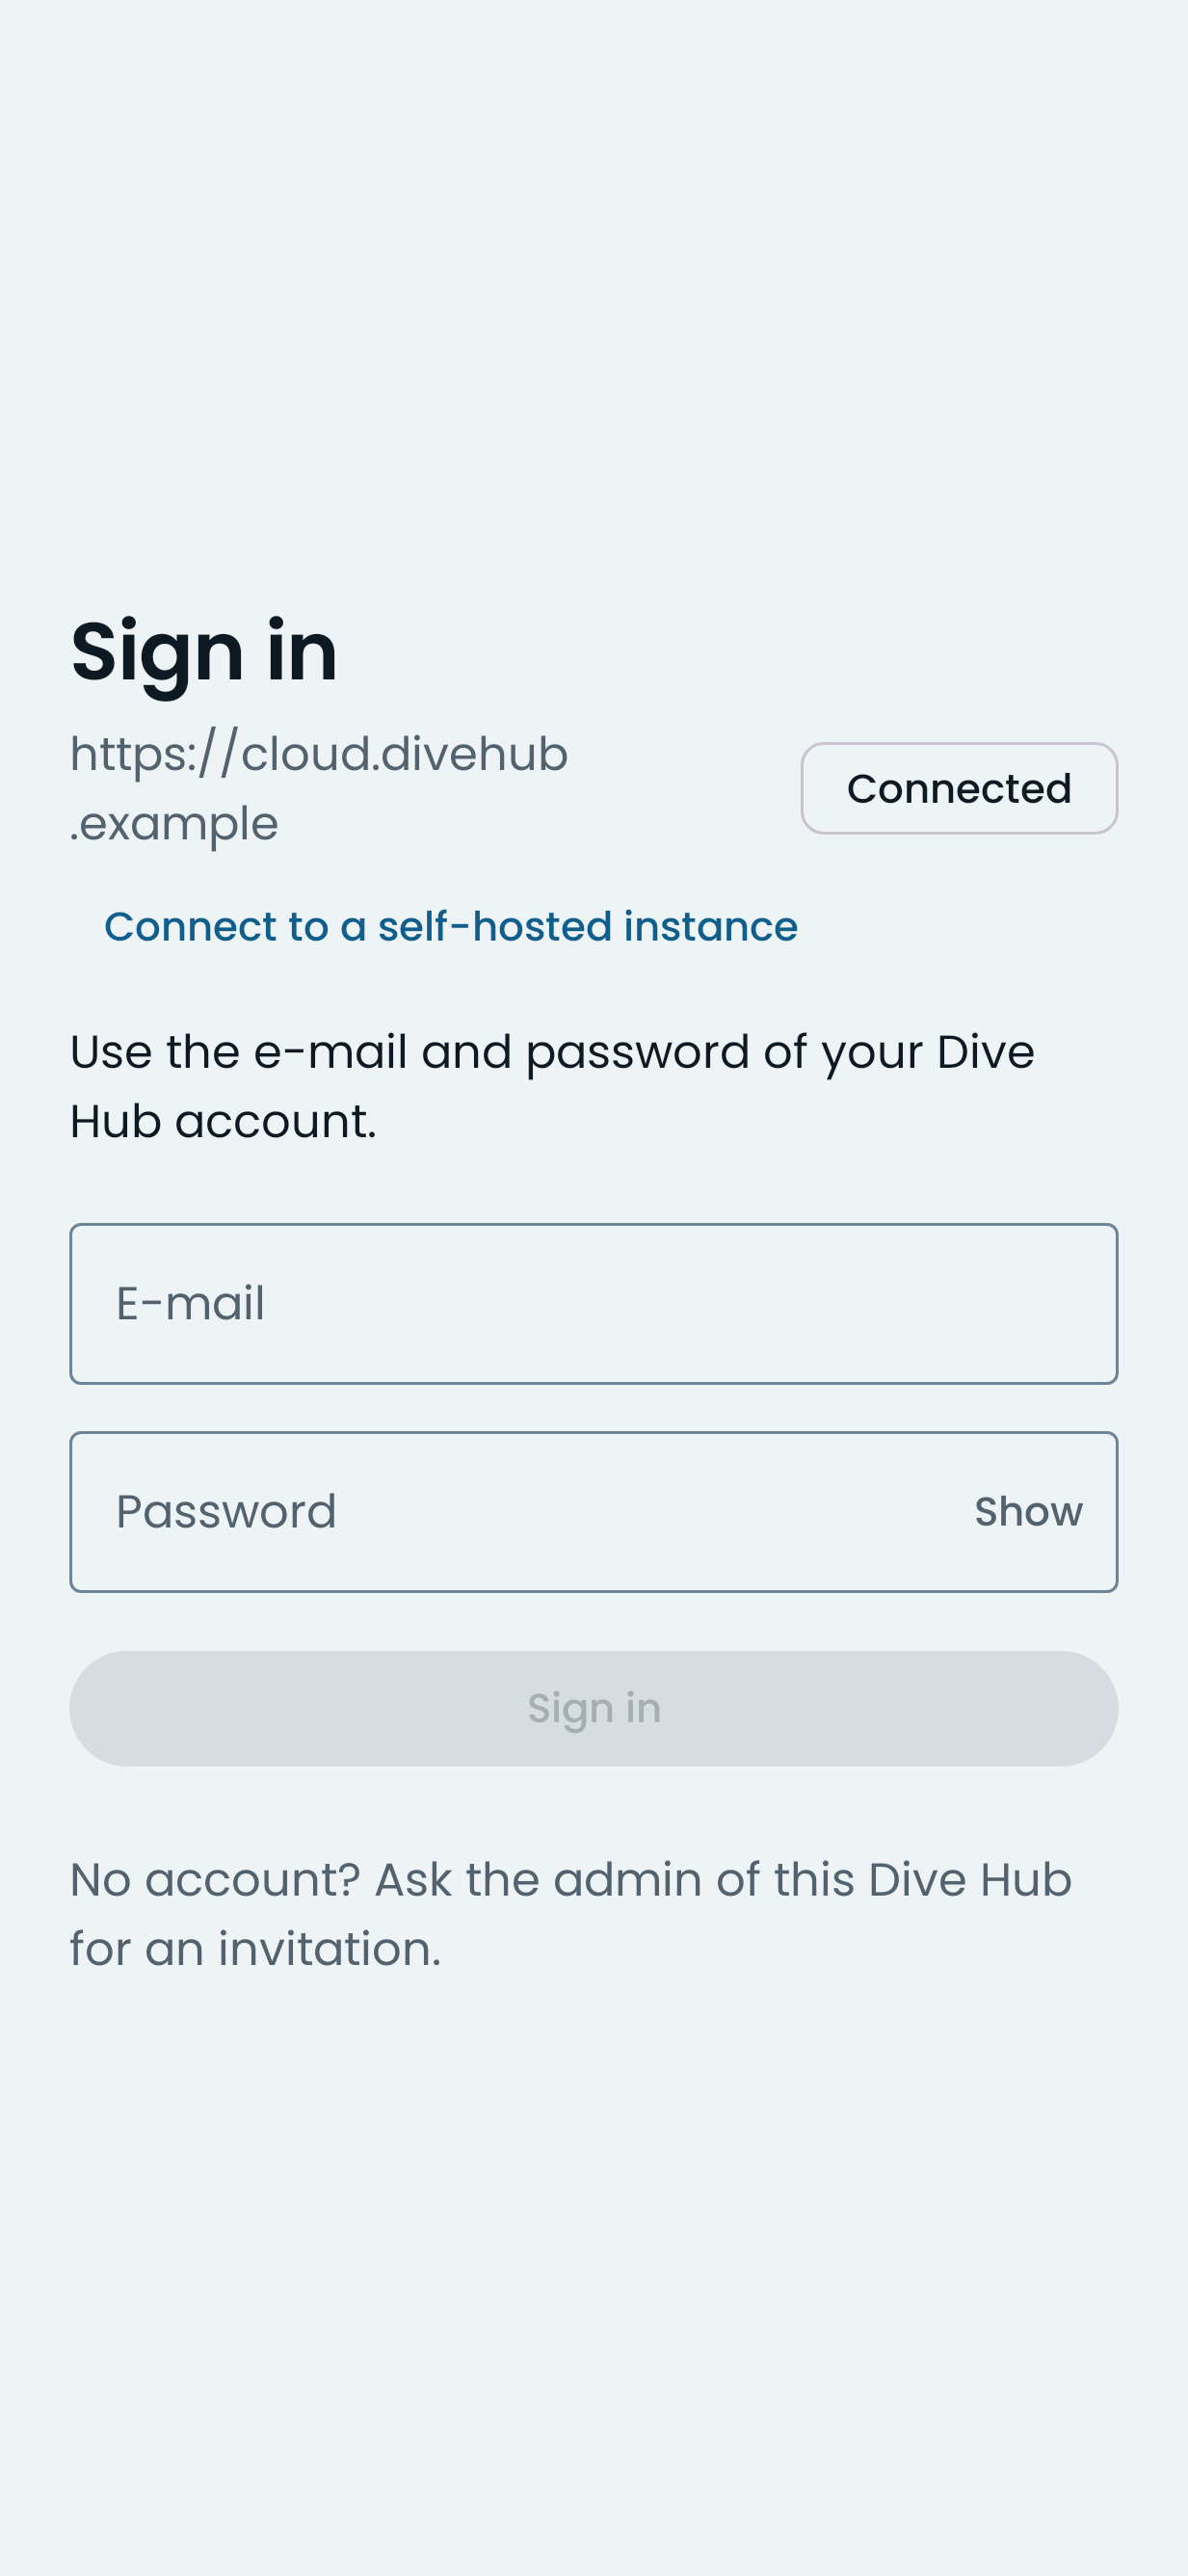 Sign in
https://cloud.divehub
.example
Connected
Connect to a self-hosted instance
Use the e-mail and password of your Dive
Hub account.
E-mail
Password
Show
Sign in
No account? Ask the admin of this Dive Hub
for an invitation.